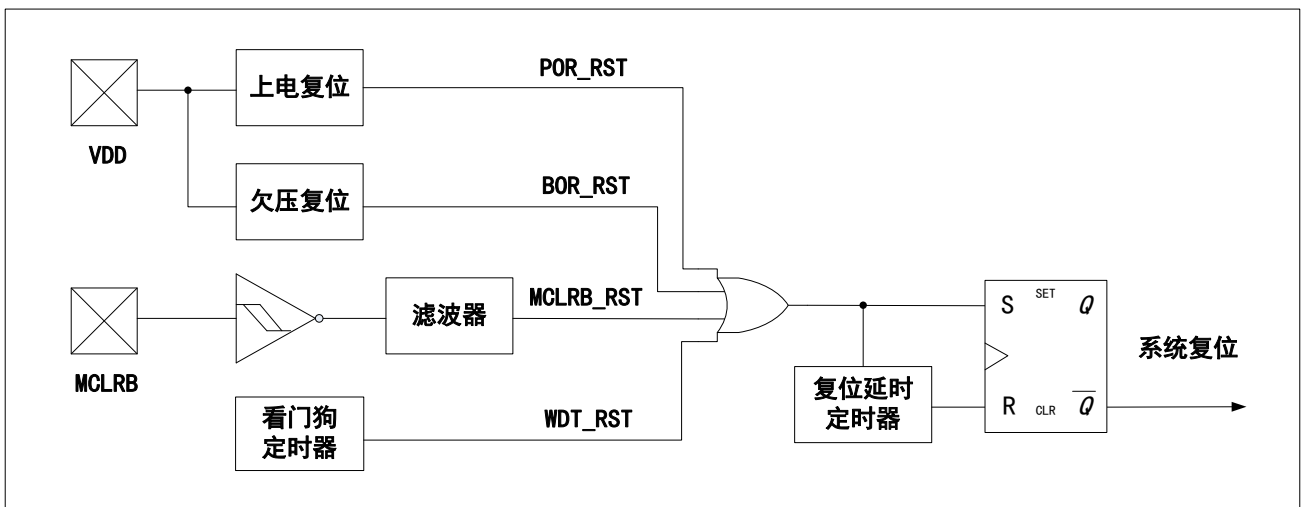 上电复位
POR_RST
VDD
欠压复位
BOR_RST
MCLRB
滤波器
MCLRB_RST
看门狗
定时器
WDT_RST
复位延时
定时器
S
SET
Q
R
CLR
Q
系统复位